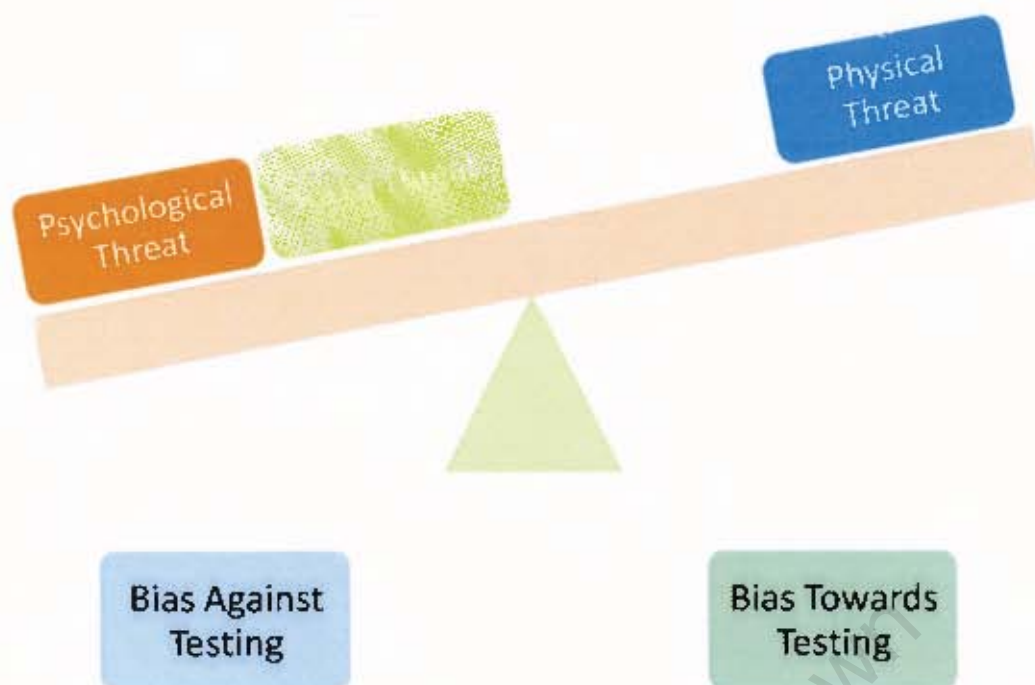 Physical
Threat
Psychological
Threat
Bias Against
Testing
Bias Towards
Testing